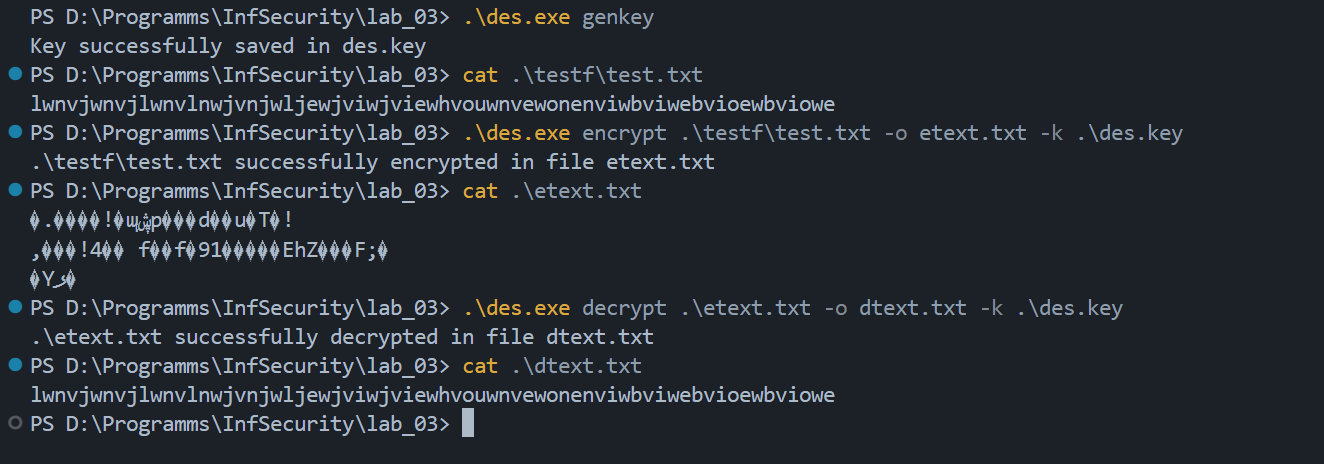 PS D:\Programms\InfSecurity\lab_03> .\des.exe genkey
Key successfully saved in des.key
PS D:\Programms\InfSecurity\lab_03> cat .\testf\test.txt
lwnvjwnvjlwnvlnwjvnjwljewjviwjviewhvouwnvewonenviwbviwebvioewbviowe
PS D:\Programms\InfSecurity\lab_03> .\des.exe encrypt .\testf\test.txt -o etext.txt -k .\des.key
.\testf\test.txt successfully encrypted in file etext.txt
PS D:\Programms\InfSecurity\lab_03> cat .\etext.txt
�.����!�щ p���d��u�T�!
,���!4�� f��f�91�����EhZ���F;�
�Y �
PS D:\Programms\InfSecurity\lab_03> .\des.exe decrypt .\etext.txt -o dtext.txt -k .\des.key
.\etext.txt successfully decrypted in file dtext.txt
PS D:\Programms\InfSecurity\lab_03> cat .\dtext.txt
lwnvjwnvjlwnvlnwjvnjwljewjviwjviewhvouwnvewonenviwbviwebvioewbviowe
PS D:\Programms\InfSecurity\lab_03>